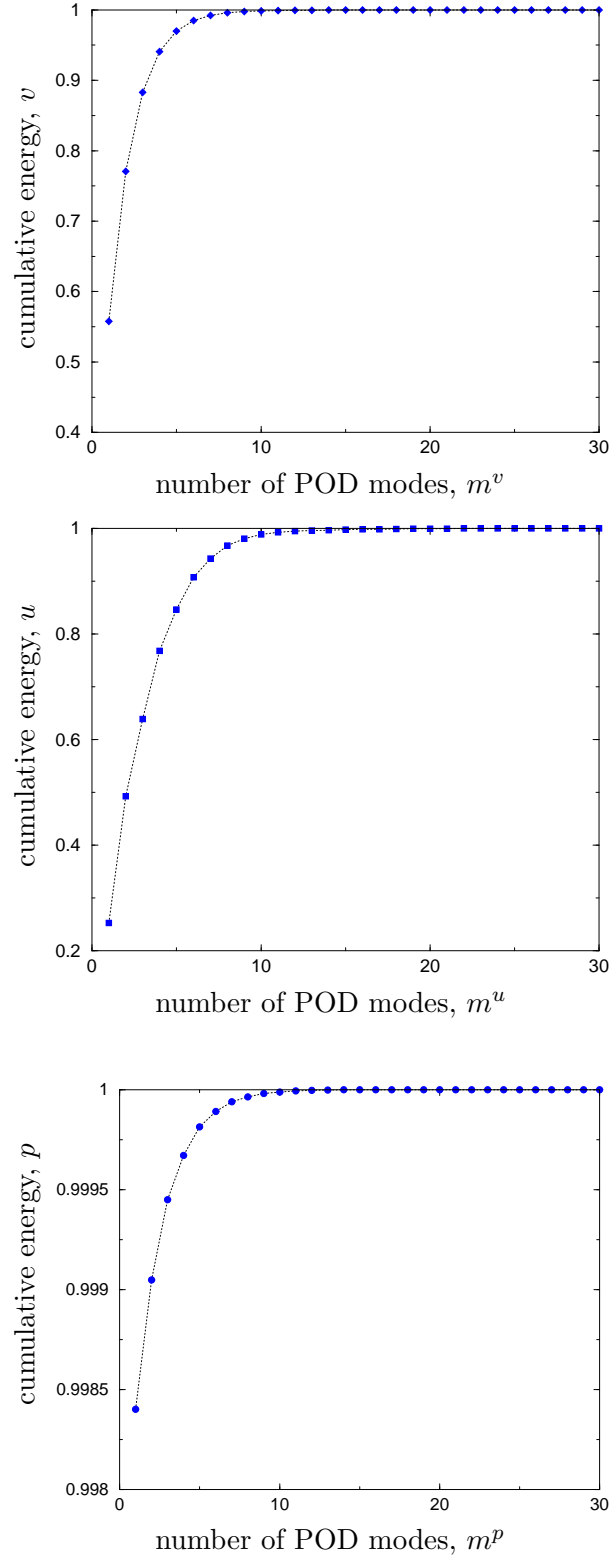 1
0.9
0.8
0.7
0.6
0.5
0.4
0 10 20 30
cumulative energy, v
number of POD modes, m^v
1
0.8
0.6
0.4
0.2
0 10 20 30
cumulative energy, u
number of POD modes, m^u
1
0.9995
0.999
0.9985
0.998
0 10 20 30
cumulative energy, p
number of POD modes, m^p